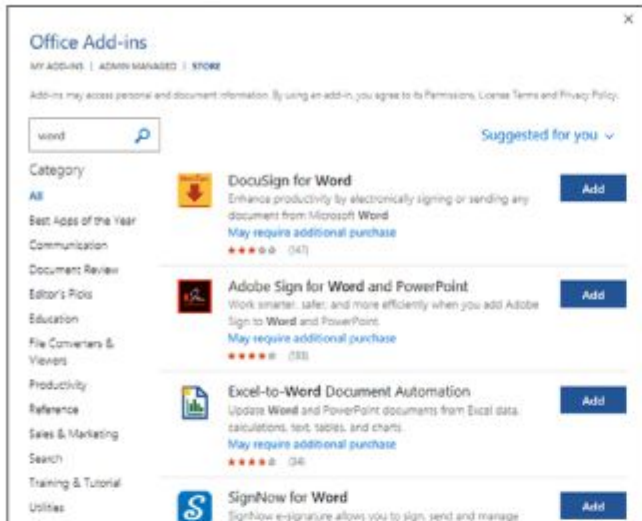 Office Add-ins
MY ADD-INS | ADMIN MANAGED | STORE
Add-ins may access personal and document information. By using an add-in, you agree to its Permissions, License Terms and Privacy Policy.
word
Suggested for you
Category
All
Best Apps of the Year
Communication
Document Review
Editor's Picks
Education
File Converters &
Viewers
Productivity
Reference
Sales & Marketing
Search
Training & Tutorial
Utilities
DocuSign for Word
Enhance productivity by electronically signing or sending any
document from Microsoft Word
May require additional purchase
(147)
Add
Adobe Sign for Word and PowerPoint
Work smarter, safer, and more efficiently when you add Adobe
Sign to Word and PowerPoint.
May require additional purchase
Add
Excel-to-Word Document Automation
Update Word and PowerPoint documents from Excel data,
calculations, text, tables, and charts.
May require additional purchase
Add
SignNow for Word
SignNow e-signature allows you to sign, send and manage
Add